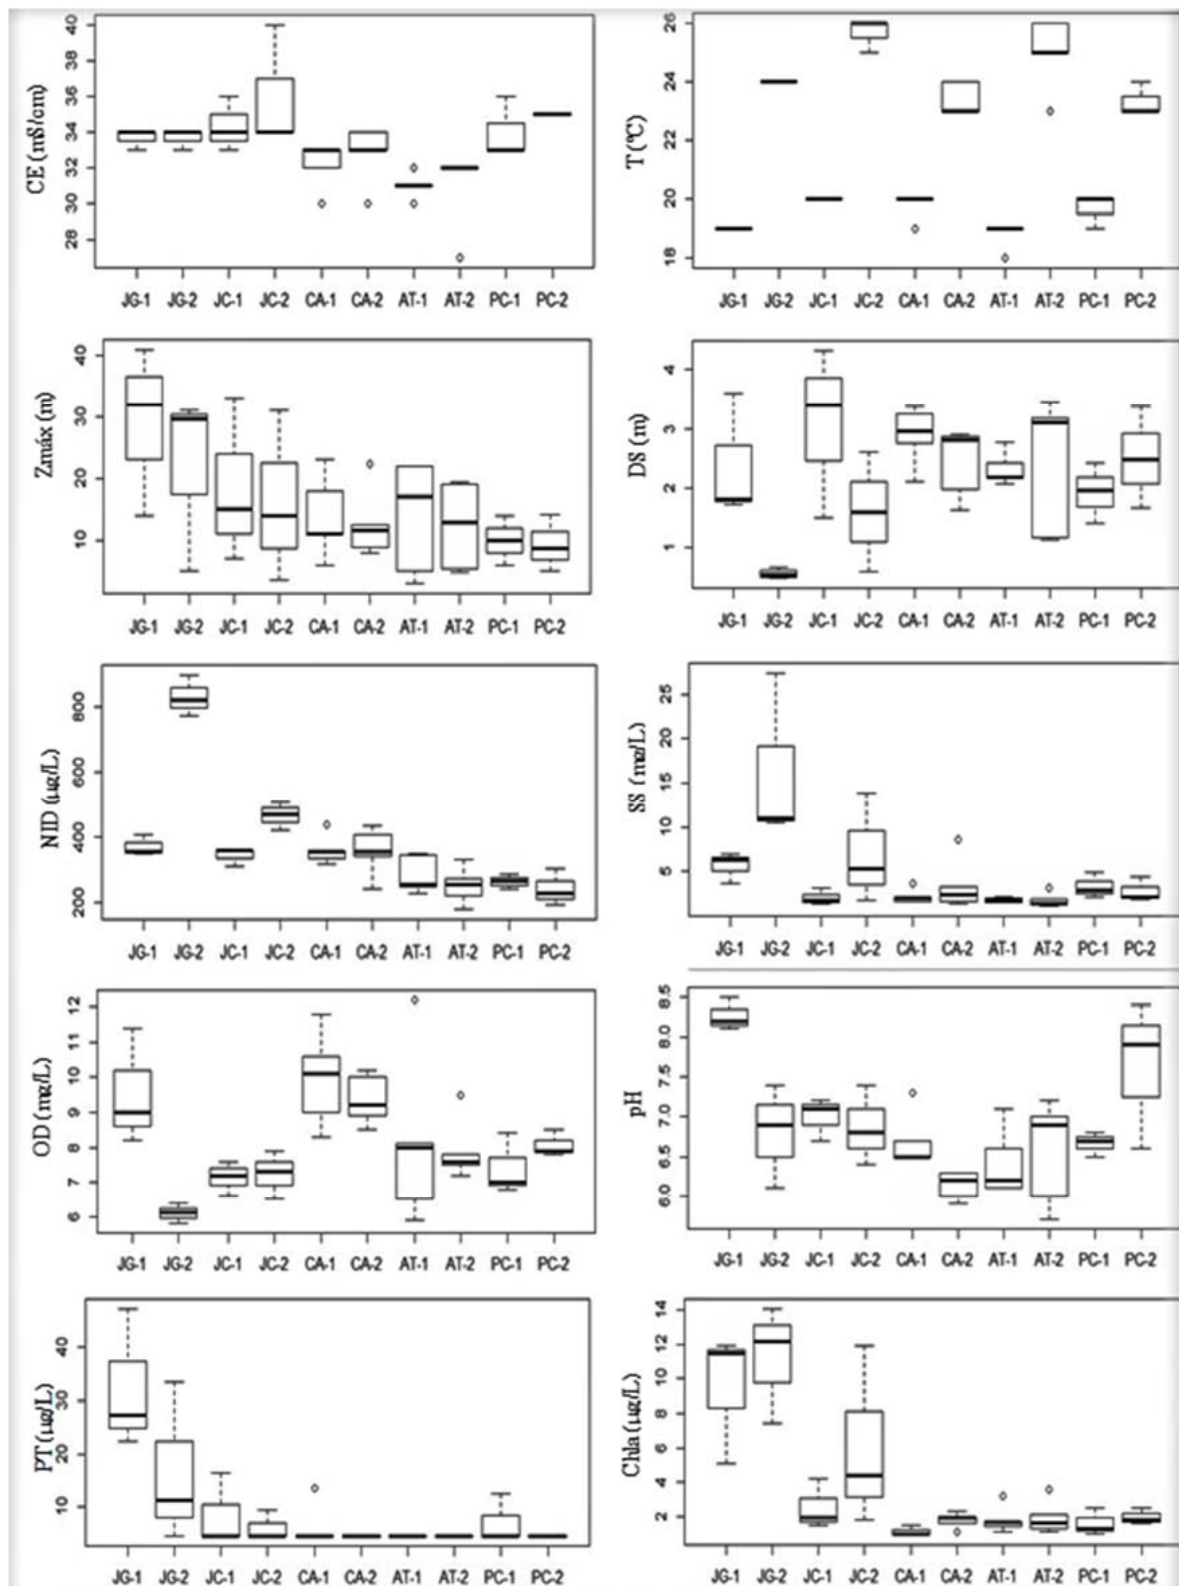 CE (mS/cm)
40
38
36
34
32
30
28
JG-1 JG-2 JC-1 JC-2 CA-1 CA-2 AT-1 AT-2 PC-1 PC-2
T (ºC)
26
24
22
20
18
JG-1 JG-2 JC-1 JC-2 CA-1 CA-2 AT-1 AT-2 PC-1 PC-2
Zmáx (m)
40
30
20
10
JG-1 JG-2 JC-1 JC-2 CA-1 CA-2 AT-1 AT-2 PC-1 PC-2
DS (m)
4
3
2
1
JG-1 JG-2 JC-1 JC-2 CA-1 CA-2 AT-1 AT-2 PC-1 PC-2
NID (µg/L)
800
600
400
200
JG-1 JG-2 JC-1 JC-2 CA-1 CA-2 AT-1 AT-2 PC-1 PC-2
SS (mg/L)
25
20
15
10
5
JG-1 JG-2 JC-1 JC-2 CA-1 CA-2 AT-1 AT-2 PC-1 PC-2
OD (mg/L)
12
11
10
9
8
7
6
JG-1 JG-2 JC-1 JC-2 CA-1 CA-2 AT-1 AT-2 PC-1 PC-2
pH
8.5
8.0
7.5
7.0
6.5
6.0
JG-1 JG-2 JC-1 JC-2 CA-1 CA-2 AT-1 AT-2 PC-1 PC-2
PT (µg/L)
40
30
20
10
JG-1 JG-2 JC-1 JC-2 CA-1 CA-2 AT-1 AT-2 PC-1 PC-2
Chla (µg/L)
14
12
10
8
6
4
2
JG-1 JG-2 JC-1 JC-2 CA-1 CA-2 AT-1 AT-2 PC-1 PC-2